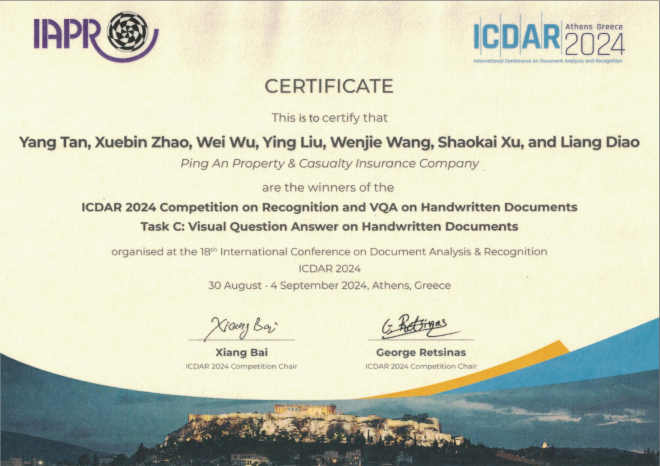 IAPR
ICDAR
Athens Greece
2024
International Conference on Document Analysis and Recognition
CERTIFICATE
This is to certify that
Yang Tan, Xuebin Zhao, Wei Wu, Ying Liu, Wenjie Wang, Shaokai Xu, and Liang Diao
Ping An Property & Casualty Insurance Company
are the winners of the
ICDAR 2024 Competition on Recognition and VQA on Handwritten Documents
Task C: Visual Question Answer on Handwritten Documents
organised at the 18th International Conference on Document Analysis & Recognition
ICDAR 2024
30 August - 4 September 2024, Athens, Greece
Xiang Bai
G. Retsinas
Xiang Bai
George Retsinas
ICDAR 2024 Competition Chair
ICDAR 2024 Competition Chair